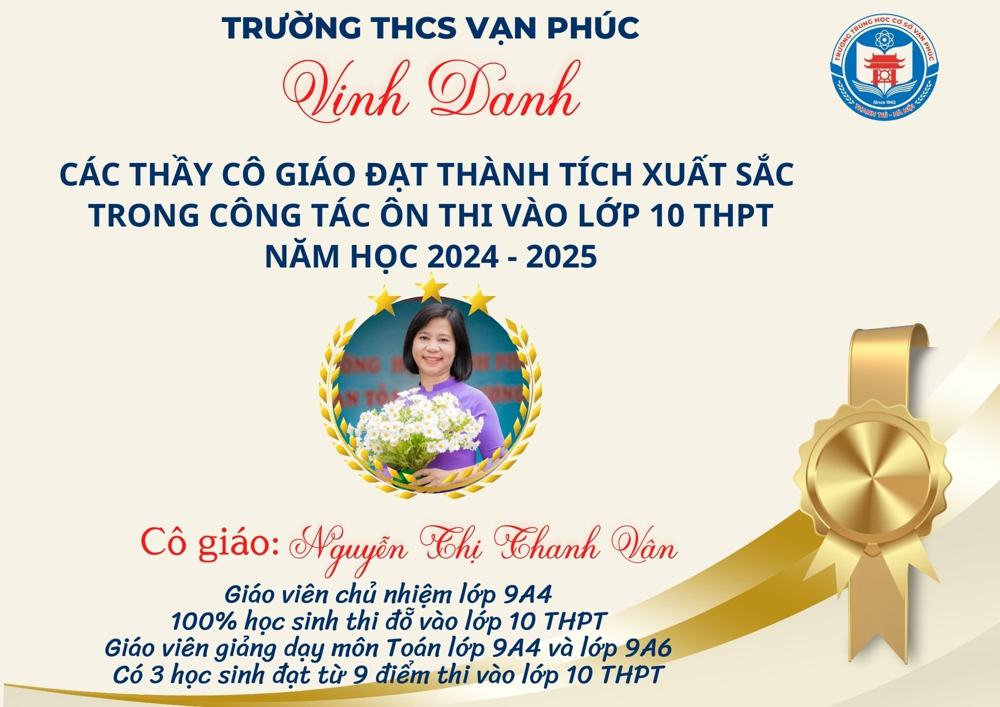 TRƯỜNG THCS VẠN PHÚC
TRƯỜNG TRUNG HỌC CƠ SỞ VẠN PHÚC
Since 1962
THANH TRÌ - HÀ NỘI
Vinh Danh
CÁC THẦY CÔ GIÁO ĐẠT THÀNH TÍCH XUẤT SẮC
TRONG CÔNG TÁC ÔN THI VÀO LỚP 10 THPT
NĂM HỌC 2024 - 2025
Cô giáo: Nguyễn Thị Thanh Vân
Giáo viên chủ nhiệm lớp 9A4
100% học sinh thi đỗ vào lớp 10 THPT
Giáo viên giảng dạy môn Toán lớp 9A4 và lớp 9A6
Có 3 học sinh đạt từ 9 điểm thi vào lớp 10 THPT